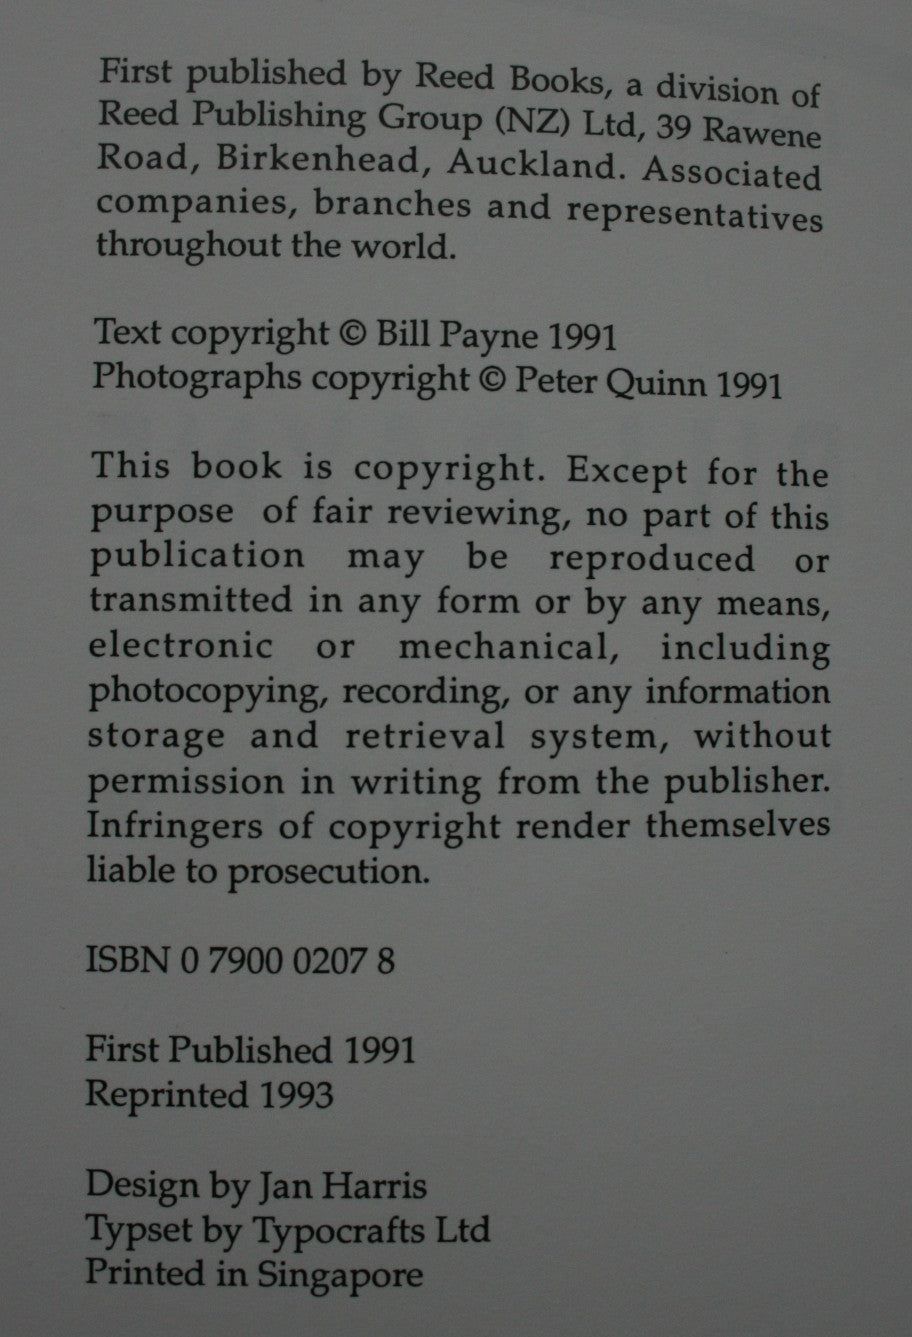 First published by Reed Books, a division of
Reed Publishing Group (NZ) Ltd, 39 Rawene
Road, Birkenhead, Auckland. Associated
companies, branches and representatives
throughout the world.
Text copyright © Bill Payne 1991
Photographs copyright © Peter Quinn 1991
This book is copyright. Except for the
purpose of fair reviewing, no part of this
publication may be reproduced or
transmitted in any form or by any means,
electronic or mechanical, including
photocopying, recording, or any information
storage and retrieval system, without
permission in writing from the publisher.
Infringers of copyright render themselves
liable to prosecution.
ISBN 0 7900 0207 8
First Published 1991
Reprinted 1993
Design by Jan Harris
Typset by Typocrafts Ltd
Printed in Singapore